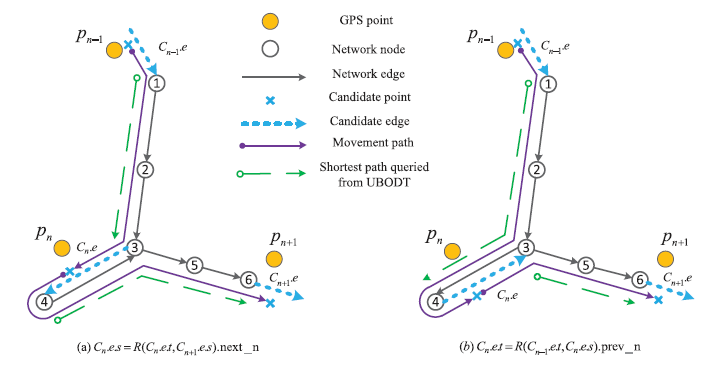 p_{n-1}
C_{n-1}.e
1
2
p_n
C_n.e
3
4
5
6
p_{n+1}
C_{n+1}.e
(a) C_n.e.s = R(C_n.e.t, C_{n+1}.e.s).next_n
GPS point
Network node
Network edge
Candidate point
Candidate edge
Movement path
Shortest path queried
from UBODT
p_{n-1}
C_{n-1}.e
1
2
p_n
3
4
C_n.e
5
6
p_{n+1}
C_{n+1}.e
(b) C_n.e.t = R(C_{n-1}.e.t, C_n.e.s).prev_n